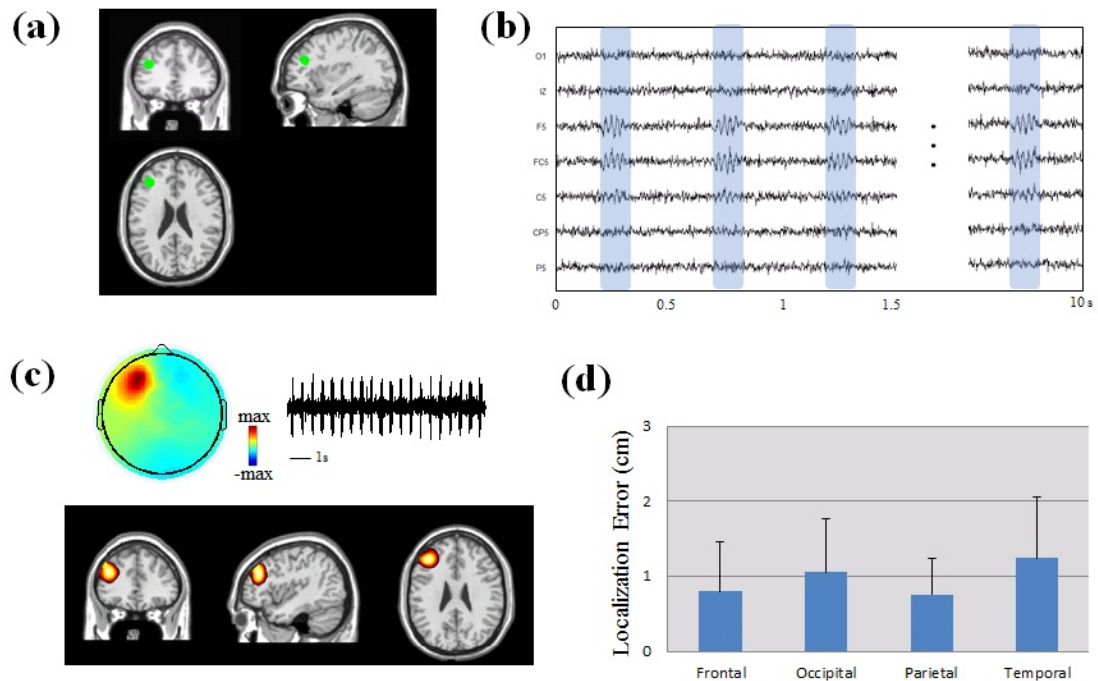 (a)
(b)
O1
IZ
F5
FC5
C5
CP5
P5
0
0.5
1
1.5
10 s
(c)
max
-max
1s
(d)
Localization Error (cm)
3
2
1
0
Frontal
Occipital
Parietal
Temporal